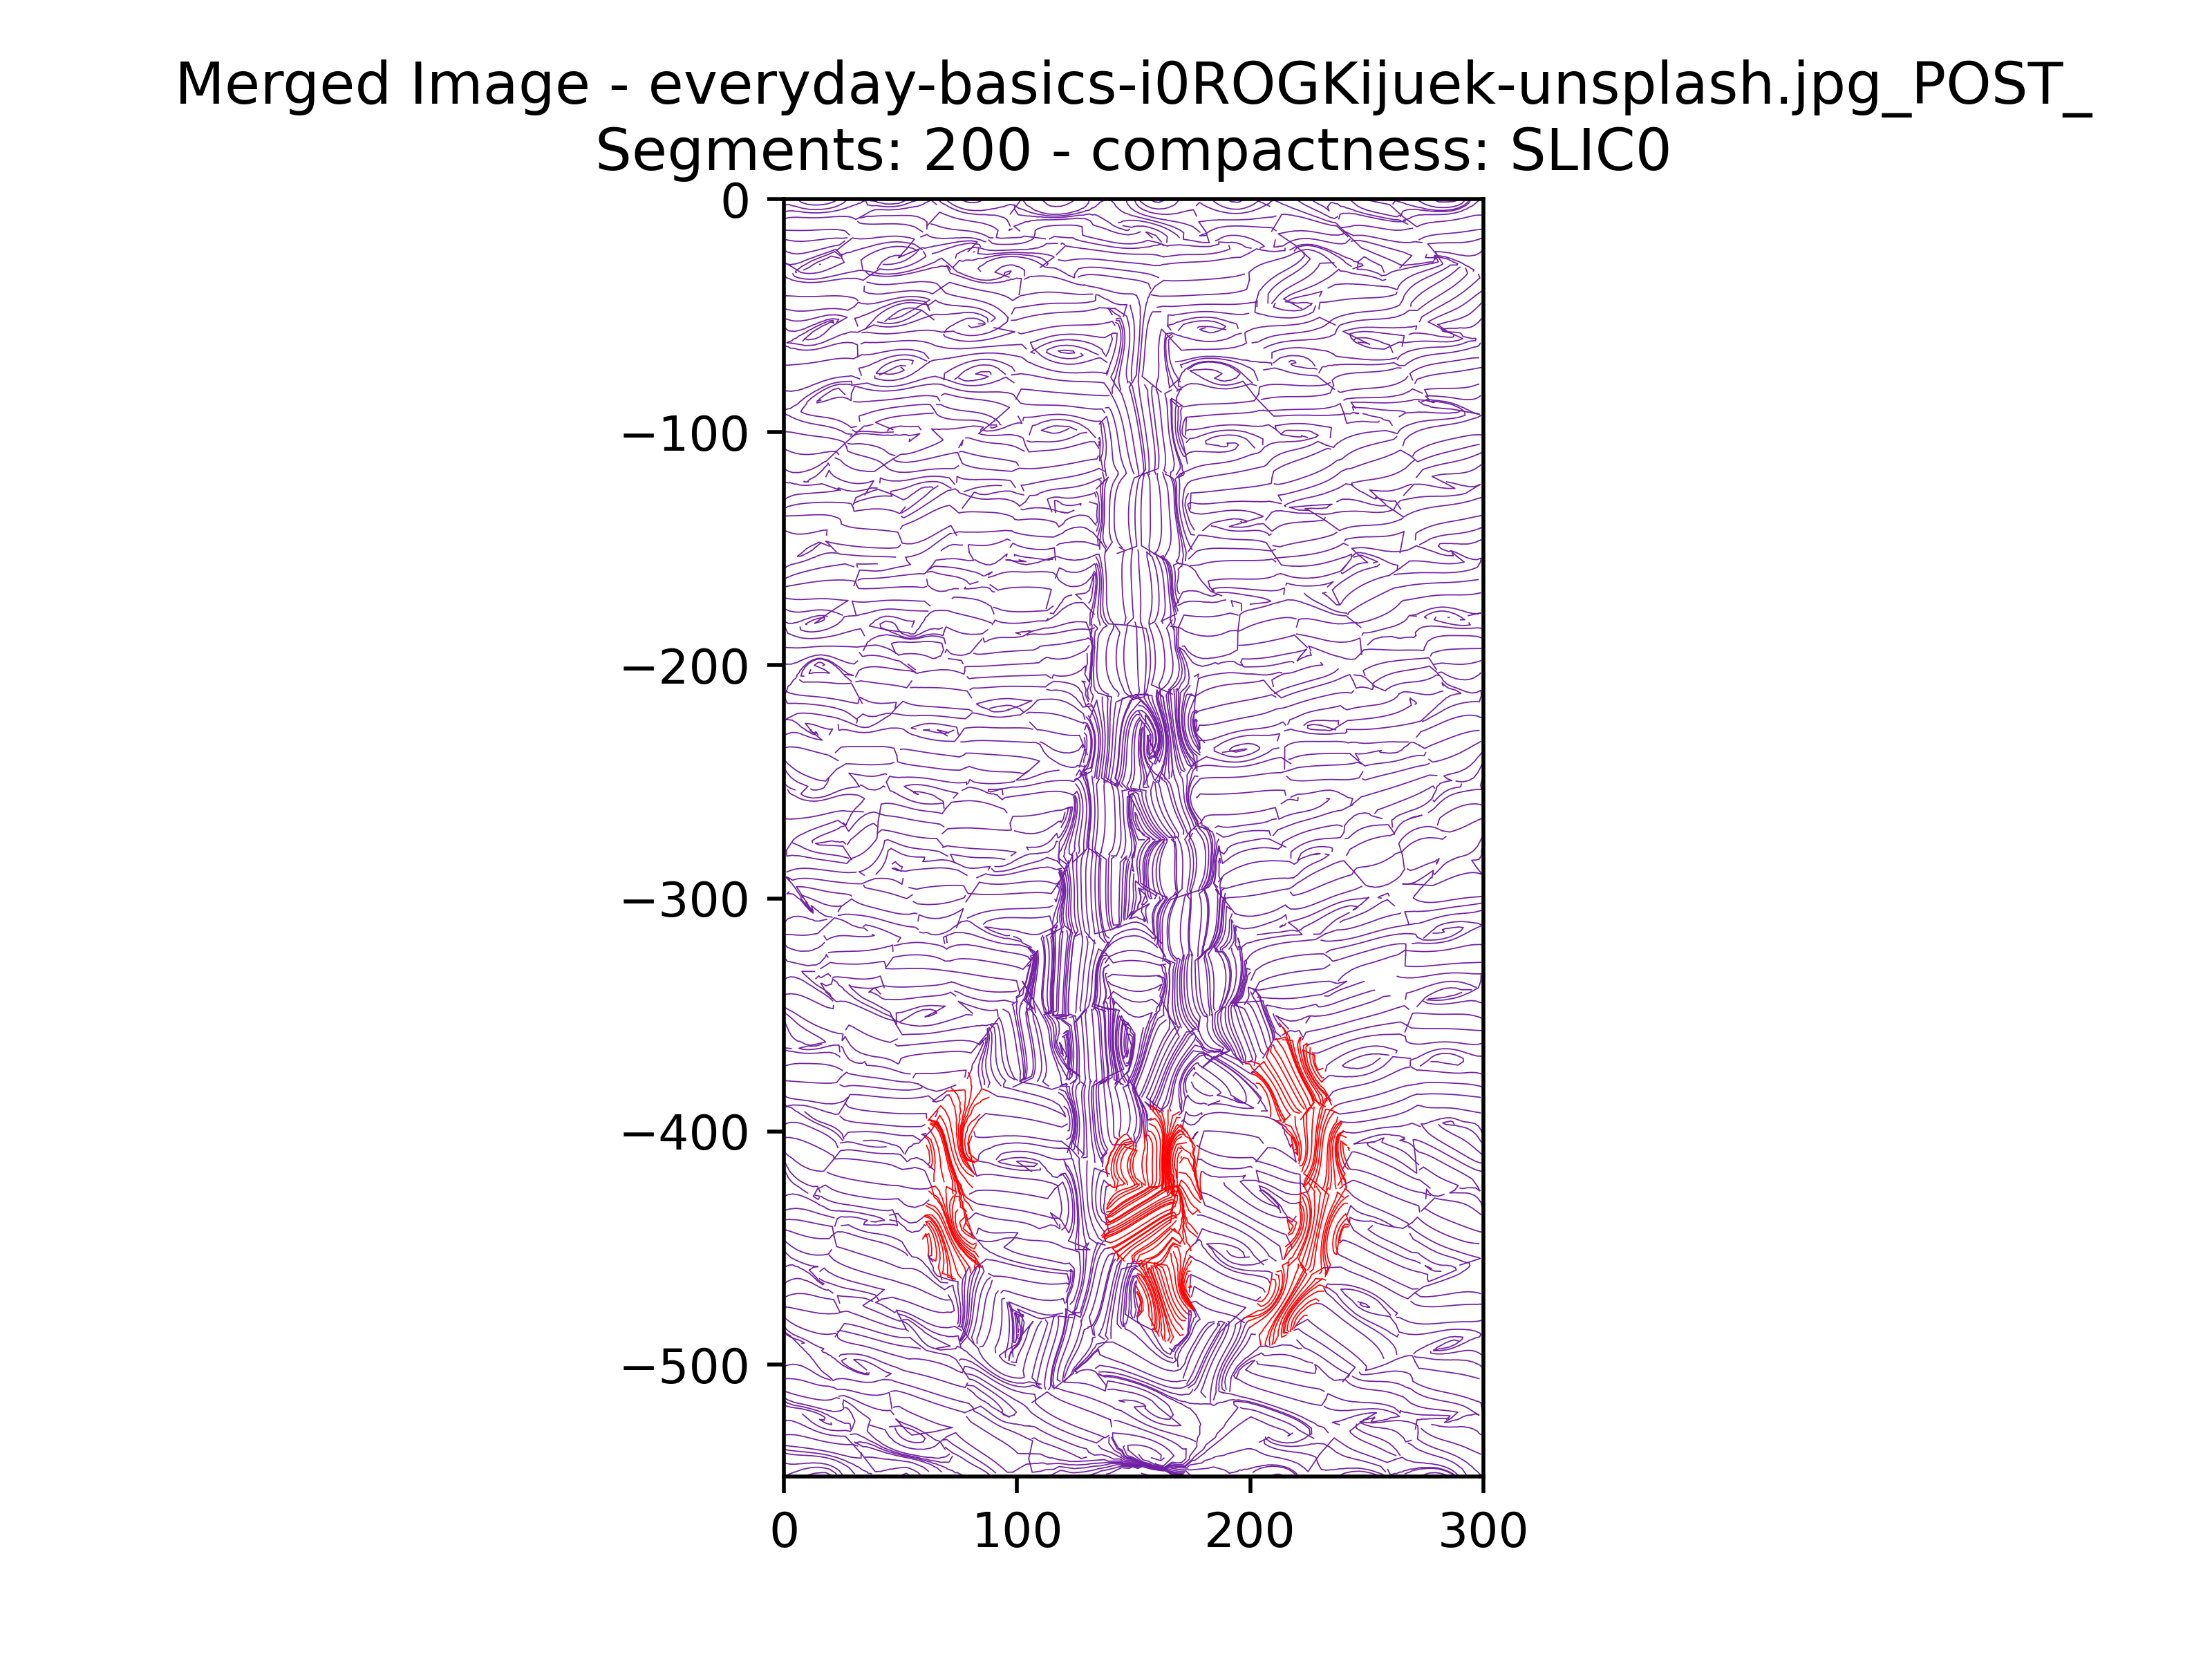 Merged Image - everyday-basics-i0ROGKijuek-unsplash.jpg_POST_
Segments: 200 - compactness: SLIC0
0
−100
−200
−300
−400
−500
0 100 200 300